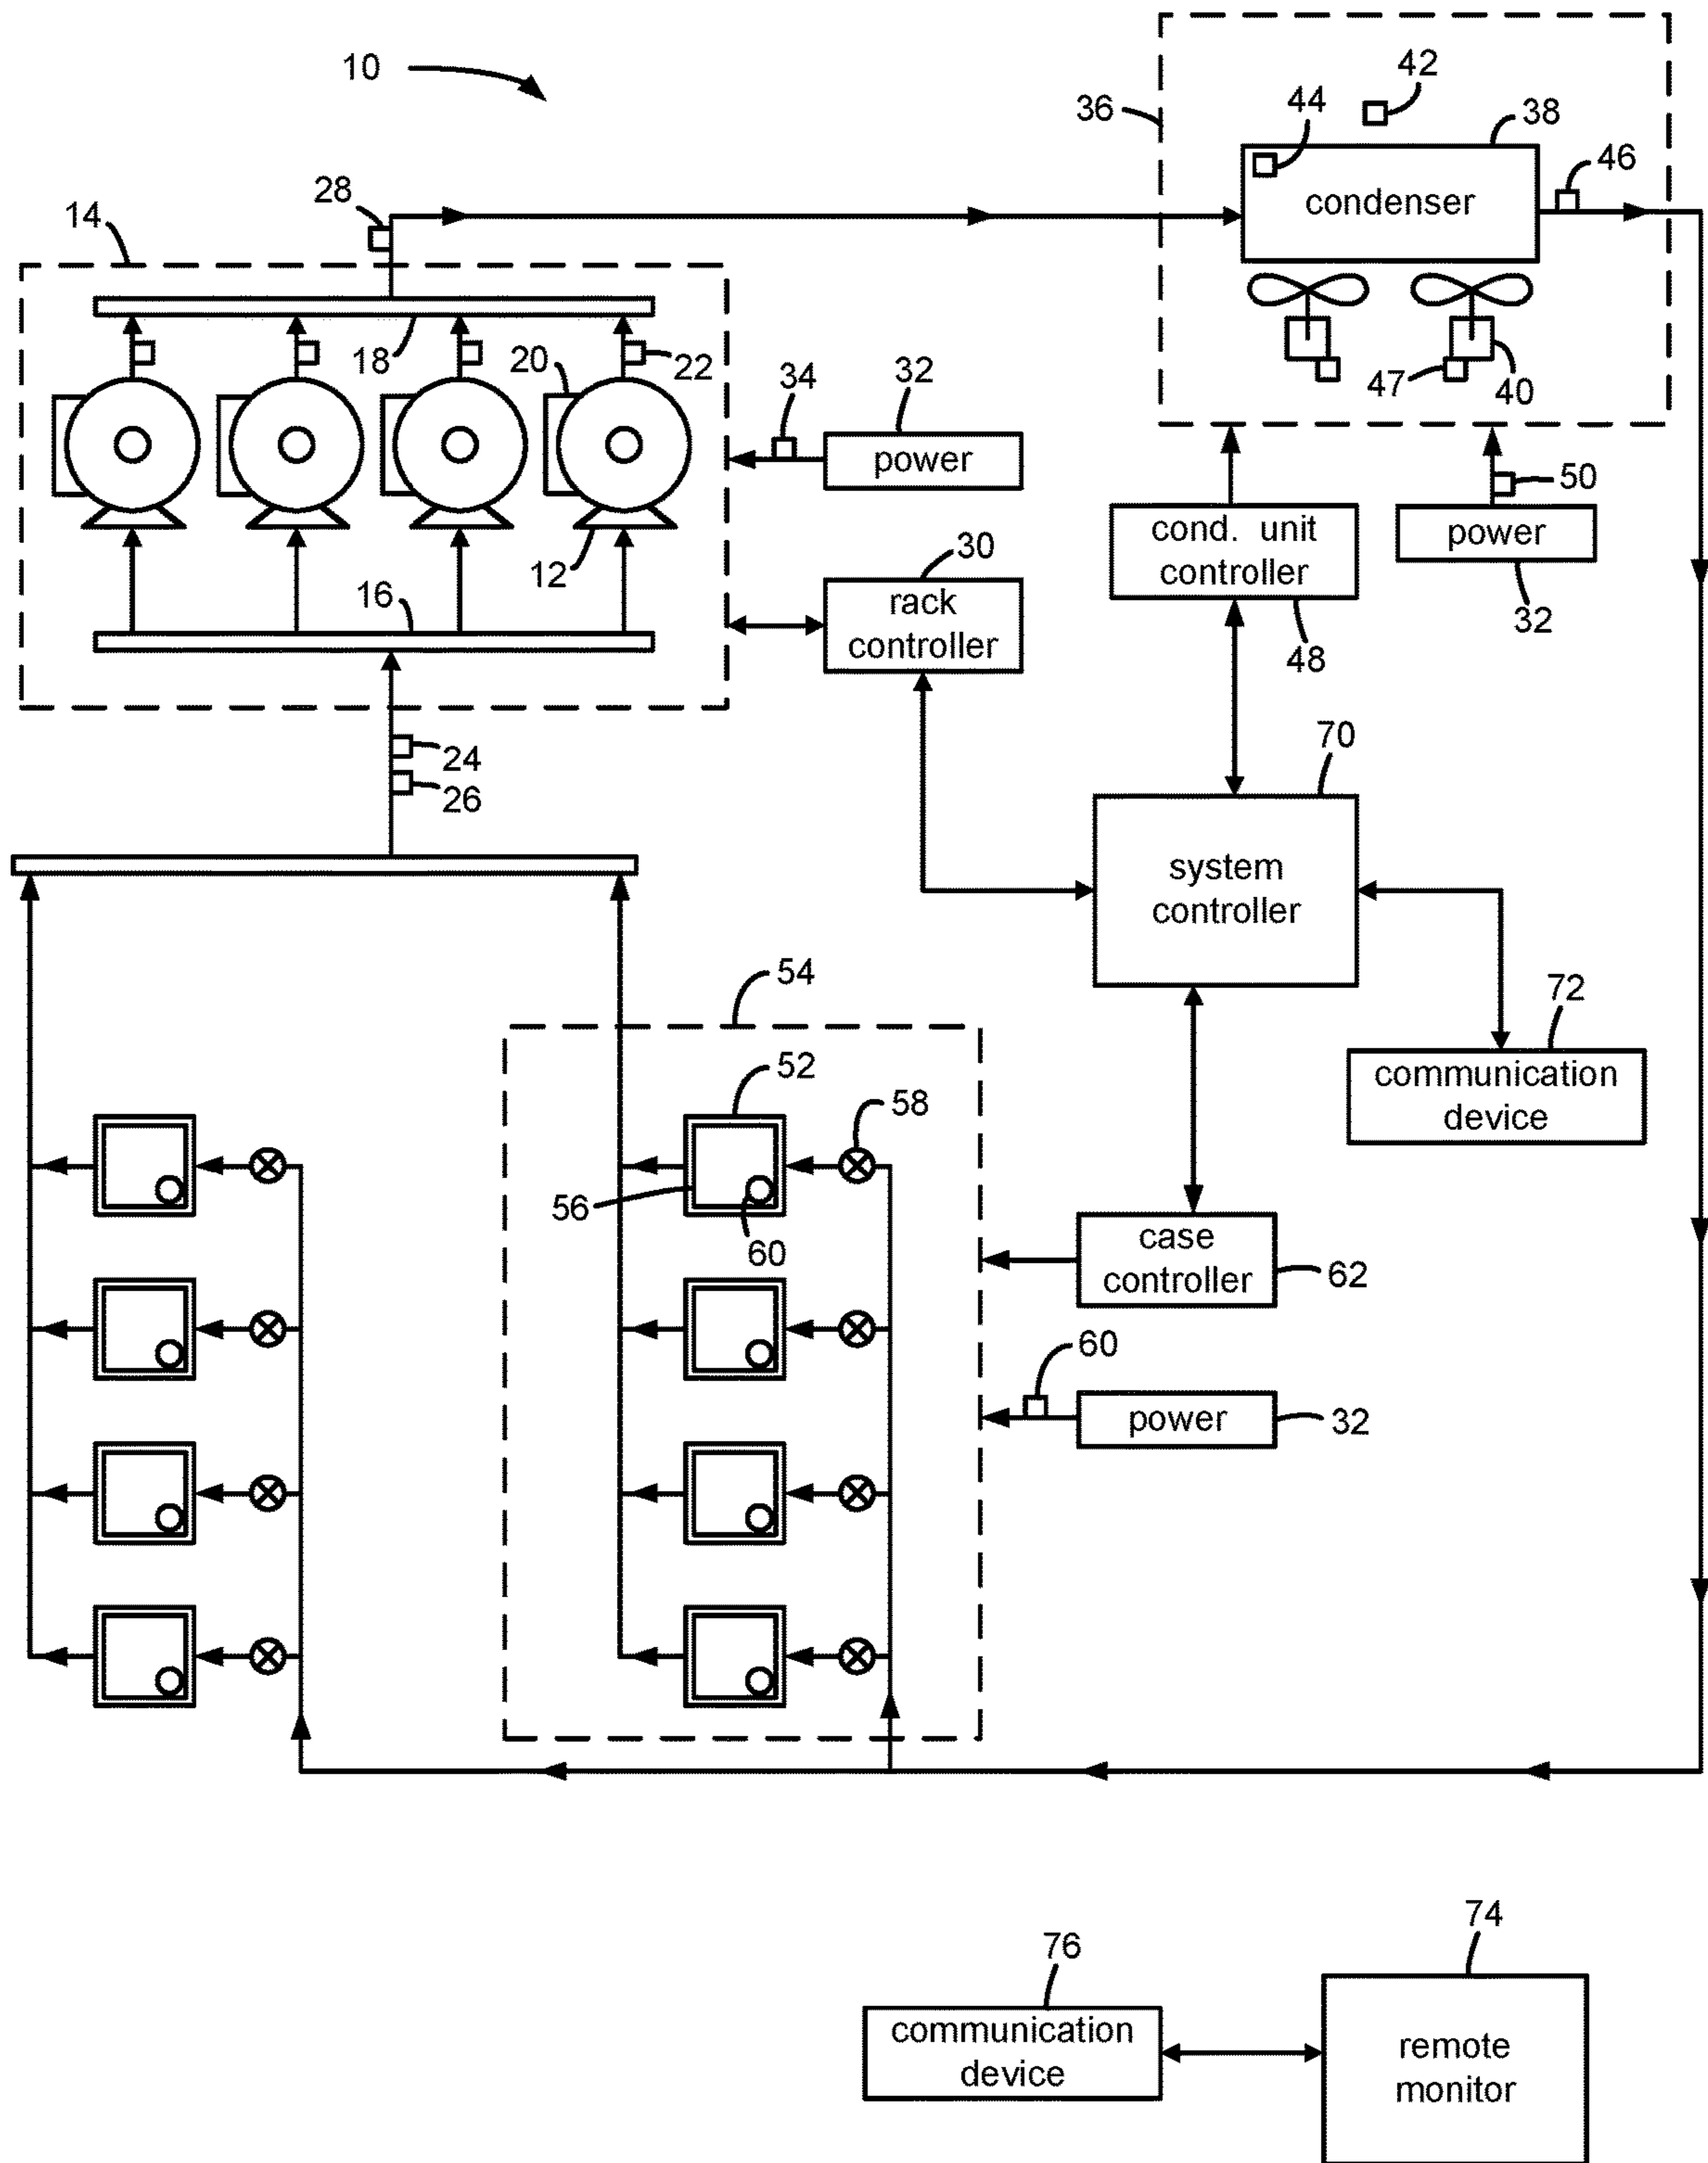 10
42
44
36
38
46
28
condenser
14
18
20
22
34
32
47
40
power
50
cond. unit
controller
power
30
12
16
rack
controller
32
48
24
26
70
system
controller
54
72
52
58
communication
device
56
60
case
controller
62
60
power
32
74
76
communication
device
remote
monitor